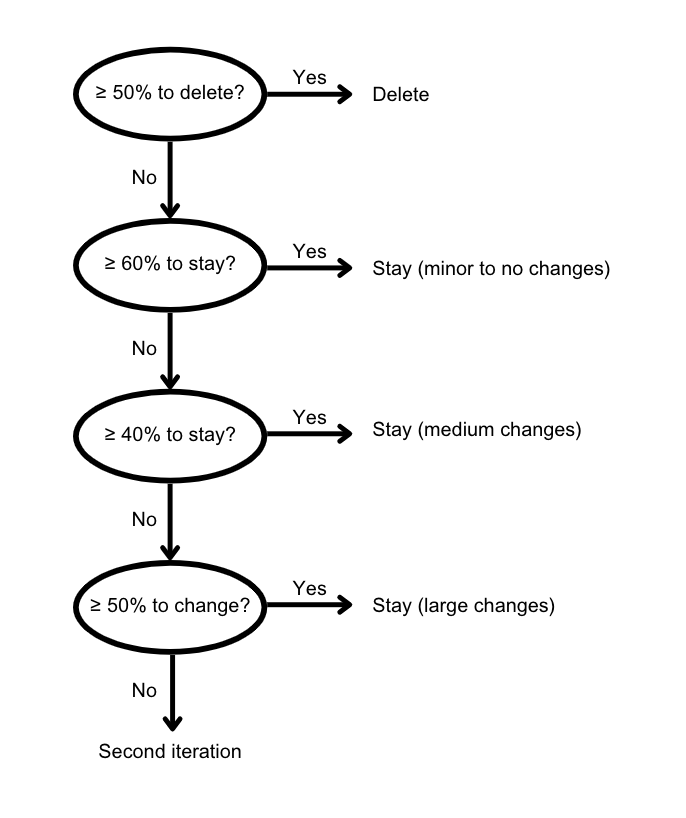 ≥ 50% to delete?
Yes
Delete
No
≥ 60% to stay?
Yes
Stay (minor to no changes)
No
≥ 40% to stay?
Yes
Stay (medium changes)
No
≥ 50% to change?
Yes
Stay (large changes)
No
Second iteration